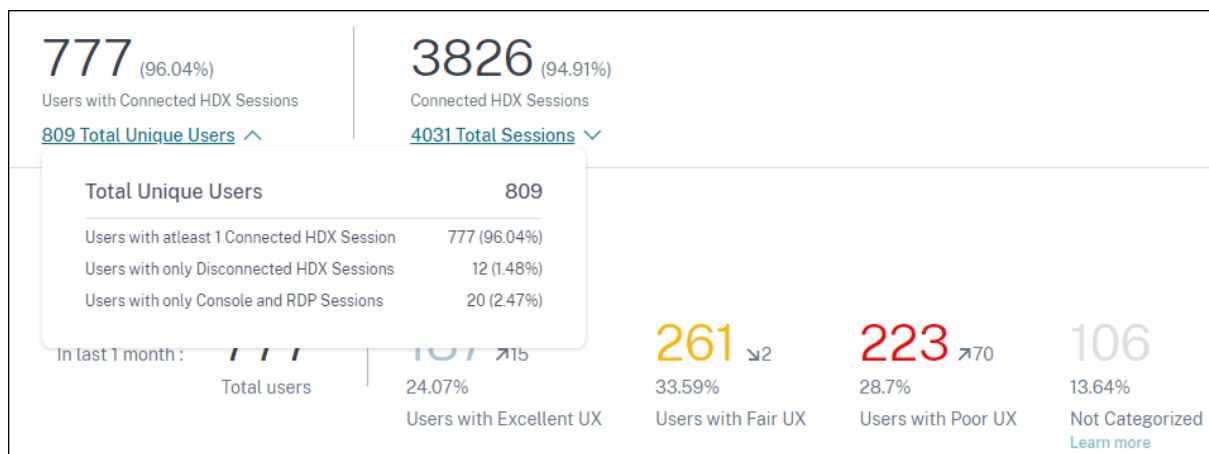 777 (96.04%)
Users with Connected HDX Sessions
809 Total Unique Users
3826 (94.91%)
Connected HDX Sessions
4031 Total Sessions
Total Unique Users 809
Users with atleast 1 Connected HDX Session 777 (96.04%)
Users with only Disconnected HDX Sessions 12 (1.48%)
Users with only Console and RDP Sessions 20 (2.47%)
In last 1 month : 777
Total users
187 15
24.07%
Users with Excellent UX
261 2
33.59%
Users with Fair UX
223 70
28.7%
Users with Poor UX
106
13.64%
Not Categorized
Learn more